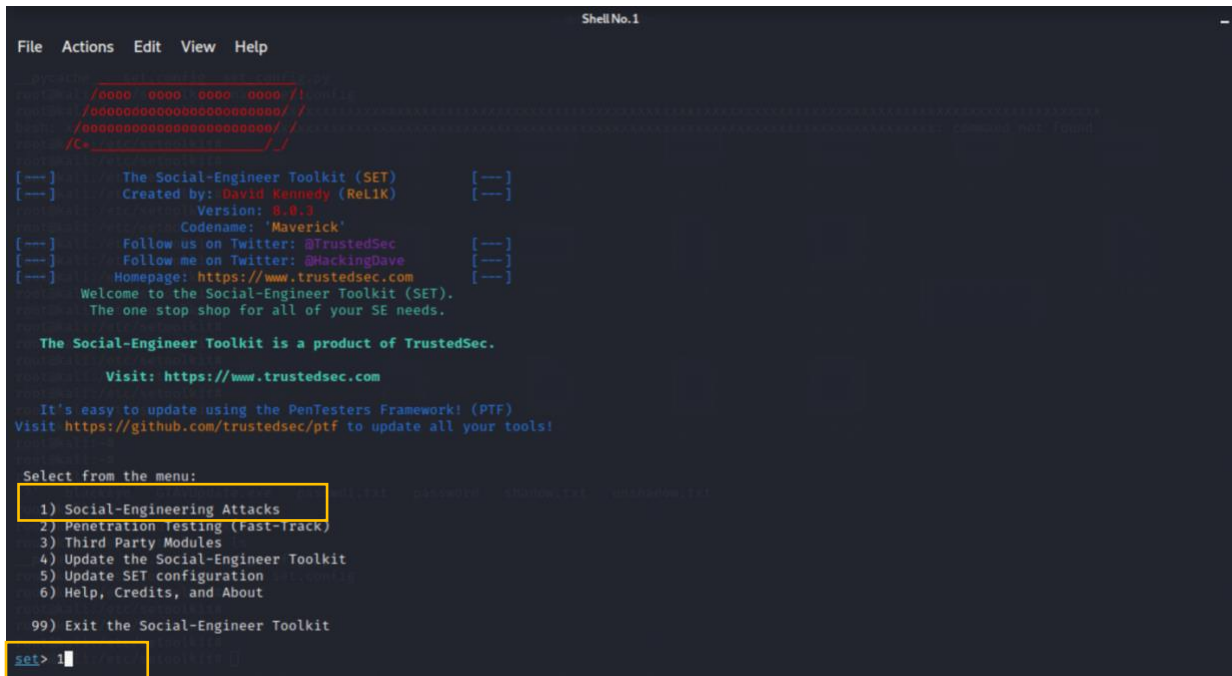 Shell No.1
File Actions Edit View Help
[---] The Social-Engineer Toolkit (SET) [---]
[---] Created by: David Kennedy (ReL1K) [---]
Version: 8.0.3
Codename: 'Maverick'
[---] Follow us on Twitter: @TrustedSec [---]
[---] Follow me on Twitter: @HackingDave [---]
[---] Homepage: https://www.trustedsec.com [---]
Welcome to the Social-Engineer Toolkit (SET).
The one stop shop for all of your SE needs.
The Social-Engineer Toolkit is a product of TrustedSec.
Visit: https://www.trustedsec.com
It's easy to update using the PenTesters Framework! (PTF)
Visit https://github.com/trustedsec/ptf to update all your tools!
Select from the menu:
1) Social-Engineering Attacks
2) Penetration Testing (Fast-Track)
3) Third Party Modules
4) Update the Social-Engineer Toolkit
5) Update SET configuration
6) Help, Credits, and About
99) Exit the Social-Engineer Toolkit
set> 1